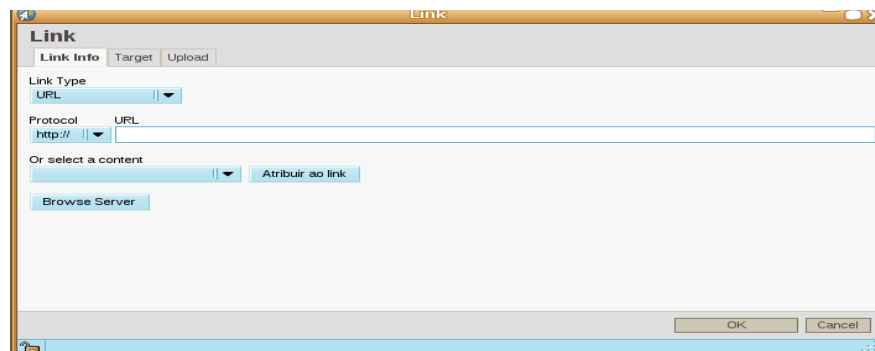 Link
Link
Link Info Target Upload
Link Type
URL
Protocol URL
http://
Or select a content
Atribuir ao link
Browse Server
OK Cancel